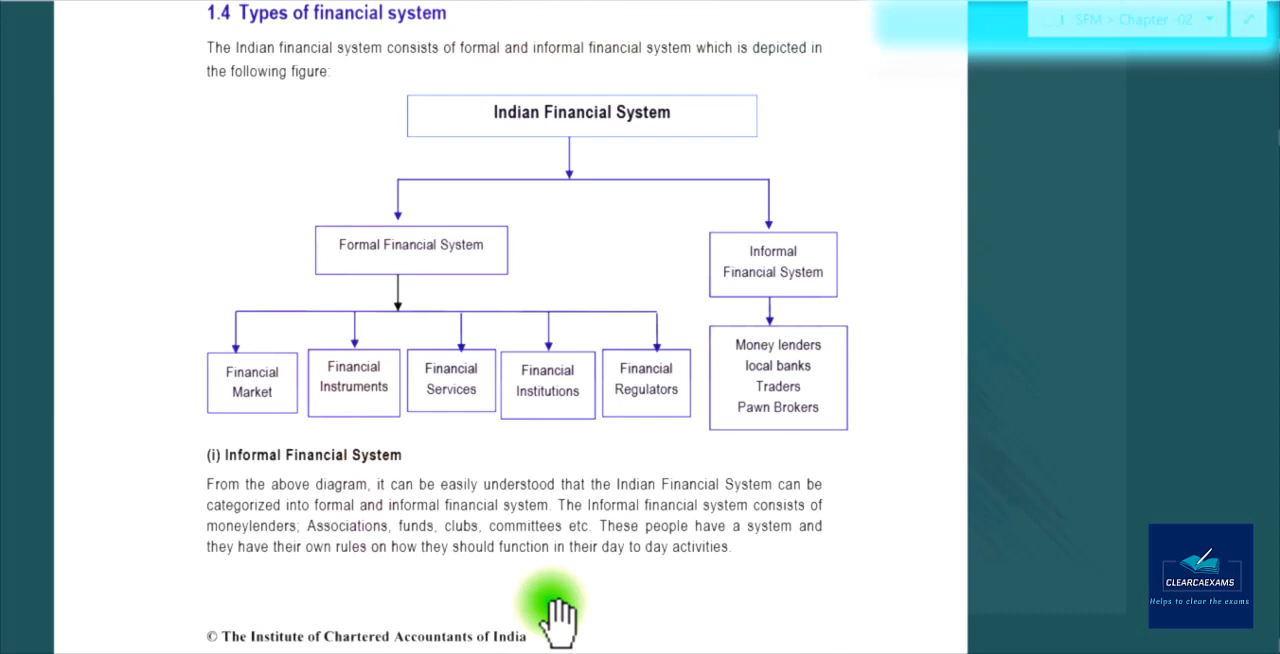 1.4 Types of financial system
SFM > Chapter -02
The Indian financial system consists of formal and informal financial system which is depicted in
the following figure:
Indian Financial System
Formal Financial System
Informal
Financial System
Financial
Market
Financial
Instruments
Financial
Services
Financial
Institutions
Financial
Regulators
Money lenders
local banks
Traders
Pawn Brokers
(i) Informal Financial System
From the above diagram, it can be easily understood that the Indian Financial System can be
categorized into formal and informal financial system. The Informal financial system consists of
moneylenders; Associations, funds, clubs, committees etc. These people have a system and
they have their own rules on how they should function in their day to day activities.
© The Institute of Chartered Accountants of India
CLEARCAEXAMS
Helps to clear the exams